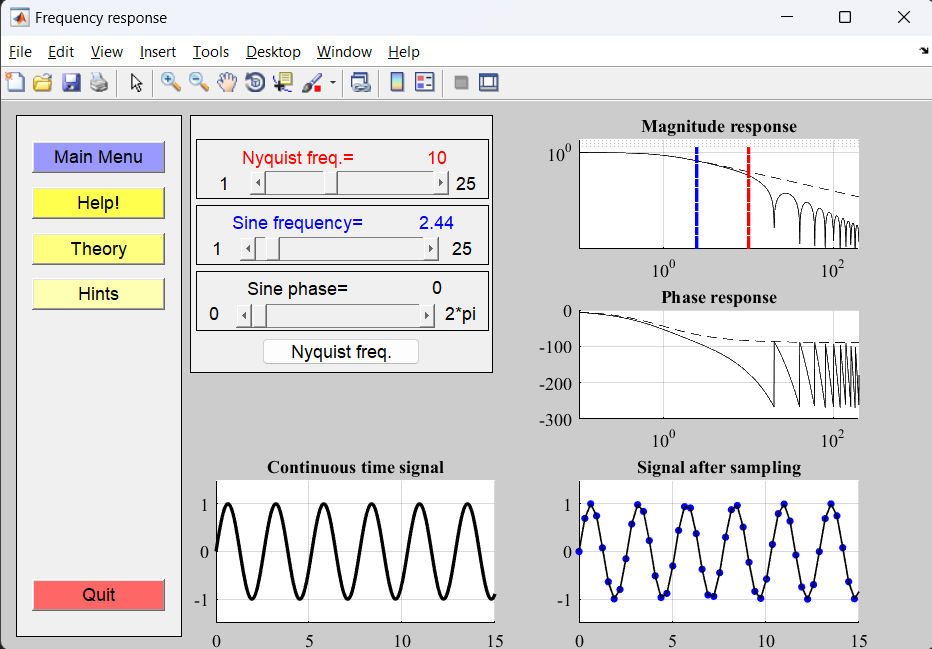 Frequency response
File Edit View Insert Tools Desktop Window Help
Main Menu
Help!
Theory
Hints
Quit
Nyquist freq.= 10
1 25
Sine frequency= 2.44
1 25
Sine phase= 0
0 2*pi
Nyquist freq.
Magnitude response
10^0
10^0 10^2
Phase response
0
-100
-200
-300
10^0 10^2
Continuous time signal
1
0
-1
0 5 10 15
Signal after sampling
1
0
-1
0 5 10 15